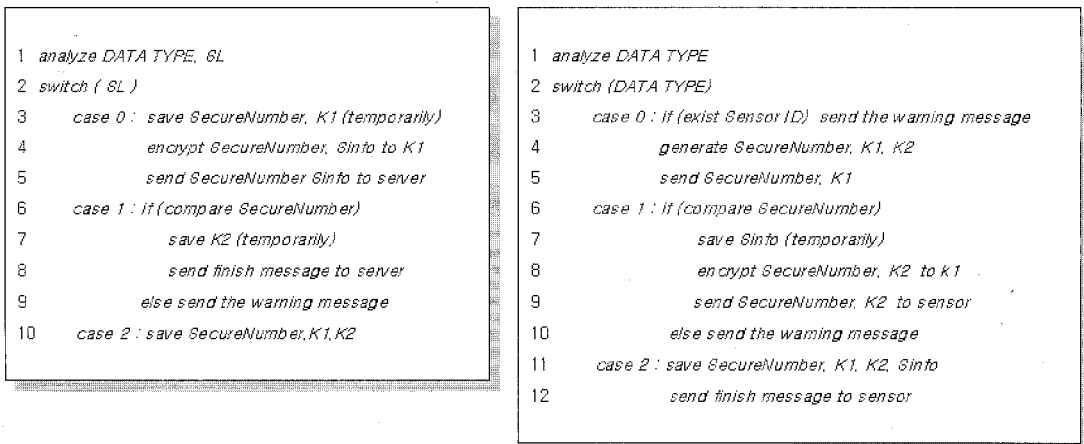 1 analyze DATA TYPE, SL
2 switch ( SL )
3 case 0 : save SecureNumber, K1 (temporarily)
4 encrypt SecureNumber, Sinfo to K1
5 send SecureNumber Sinfo to server
6 case 1 : if (compare SecureNumber)
7 save K2 (temporarily)
8 send finish message to server
9 else send the warning message
10 case 2 : save SecureNumber, K1, K2
1 analyze DATA TYPE
2 switch (DATA TYPE)
3 case 0 : if (exist Sensor ID) send the warning message
4 generate SecureNumber, K1, K2
5 send SecureNumber, K1
6 case 1 : if (compare SecureNumber)
7 save Sinfo (temporarily)
8 encrypt SecureNumber, K2 to k1
9 send SecureNumber, K2 to sensor
10 else send the warning message
11 case 2 : save SecureNumber, K1, K2, Sinfo
12 send finish message to sensor